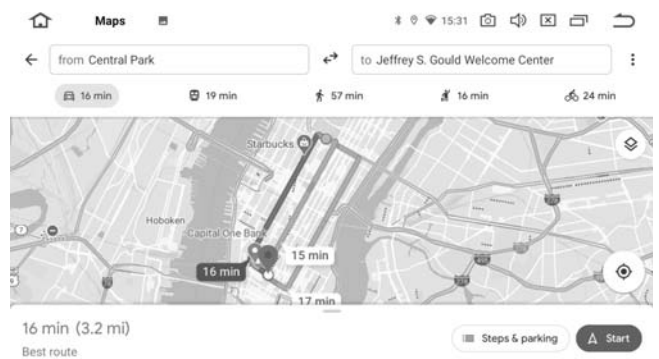 Maps
15:31
from Central Park
to Jeffrey S. Gould Welcome Center
16 min
19 min
57 min
16 min
24 min
Starbucks
Hoboken
Capital One Bank
15 min
16 min
17 min
16 min (3.2 mi)
Best route
Steps & parking
Start